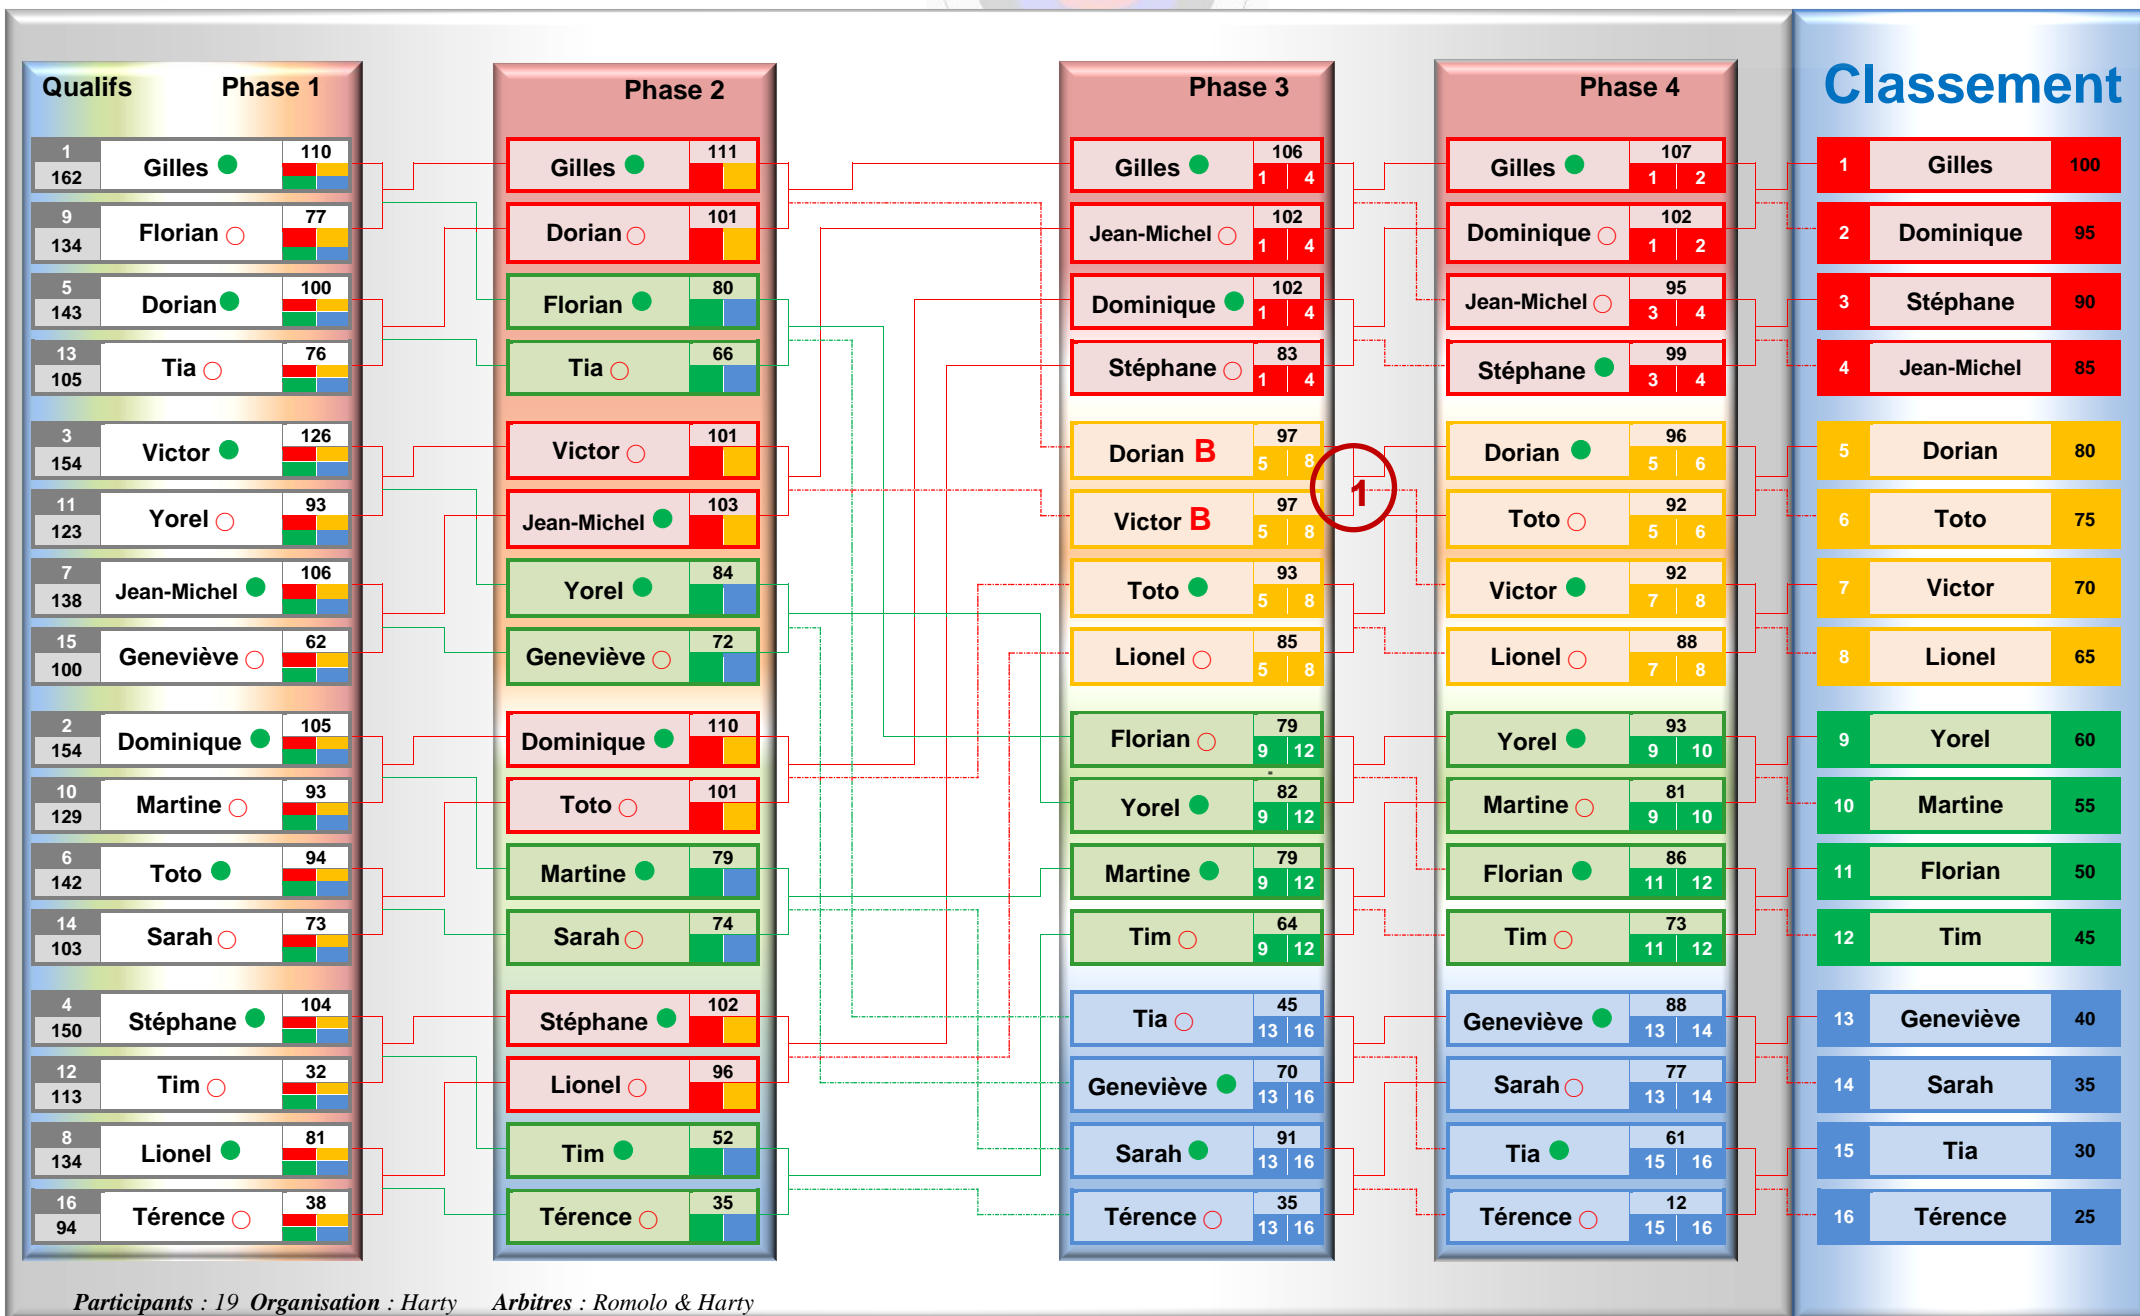 Qualifs Phase 1
1 162 Gilles 110
9 134 Florian 77
5 143 Dorian 100
13 105 Tia 76
3 154 Victor 126
11 123 Yorel 93
7 138 Jean-Michel 106
15 100 Geneviève 62
2 154 Dominique 105
10 129 Martine 93
6 142 Toto 94
14 103 Sarah 73
4 150 Stéphane 104
12 113 Tim 32
8 134 Lionel 81
16 94 Térence 38
Phase 2
Gilles 111
Dorian 101
Florian 80
Tia 66
Victor 101
Jean-Michel 103
Yorel 84
Geneviève 72
Dominique 110
Toto 101
Martine 79
Sarah 74
Stéphane 102
Lionel 96
Tim 52
Térence 35
Phase 3
Gilles 106 1 4
Jean-Michel 102 1 4
Dominique 102 1 4
Stéphane 83 1 4
Dorian B 97 5 8
Victor B 97 5 8
Toto 93 5 8
Lionel 85 5 8
Florian 79 9 12
Yorel 82 9 12
Martine 79 9 12
Tim 64 9 12
Tia 45 13 16
Geneviève 70 13 16
Sarah 91 13 16
Térence 35 13 16
1
Phase 4
Gilles 107 1 2
Dominique 102 1 2
Jean-Michel 95 3 4
Stéphane 99 3 4
Dorian 96 5 6
Toto 92 5 6
Victor 92 7 8
Lionel 88 7 8
Yorel 93 9 10
Martine 81 9 10
Florian 86 11 12
Tim 73 11 12
Geneviève 88 13 14
Sarah 77 13 14
Tia 61 15 16
Térence 12 15 16
Classement
1 Gilles 100
2 Dominique 95
3 Stéphane 90
4 Jean-Michel 85
5 Dorian 80
6 Toto 75
7 Victor 70
8 Lionel 65
9 Yorel 60
10 Martine 55
11 Florian 50
12 Tim 45
13 Geneviève 40
14 Sarah 35
15 Tia 30
16 Térence 25
Participants : 19 Organisation : Harty Arbitres : Romolo & Harty